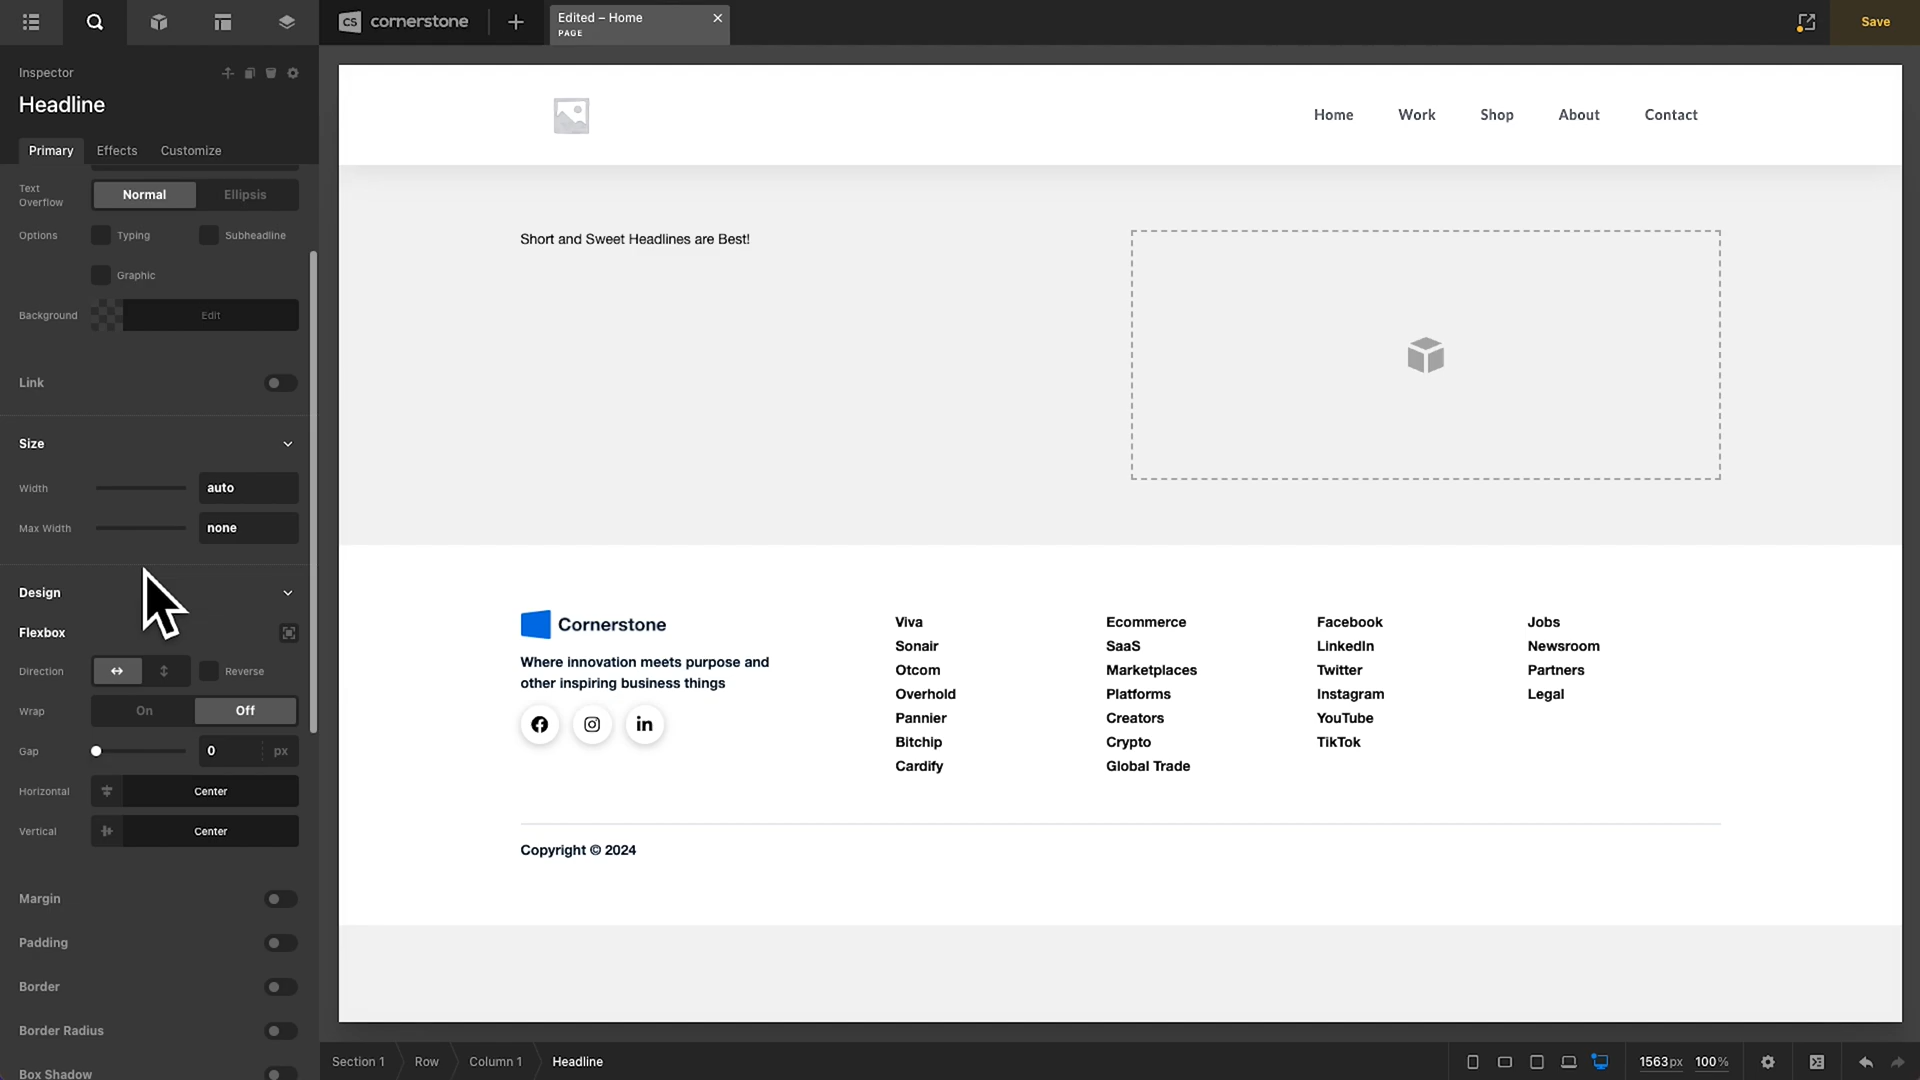 CS cornerstone
Edited – Home
PAGE
Save
Inspector
Headline
Primary
Effects
Customize
Text
Overflow
Normal
Ellipsis
Options
Typing
Subheadline
Graphic
Background
Edit
Link
Size
Width
auto
Max Width
none
Design
Flexbox
Direction
Reverse
Wrap
On
Off
Gap
0
px
Horizontal
Center
Vertical
Center
Margin
Padding
Border
Border Radius
Box Shadow
Home
Work
Shop
About
Contact
Short and Sweet Headlines are Best!
Cornerstone
Where innovation meets purpose and
other inspiring business things
Viva
Sonair
Otcom
Overhold
Pannier
Bitchip
Cardify
Ecommerce
SaaS
Marketplaces
Platforms
Creators
Crypto
Global Trade
Facebook
LinkedIn
Twitter
Instagram
YouTube
TikTok
Jobs
Newsroom
Partners
Legal
Copyright © 2024
Section 1
Row
Column 1
Headline
1563px
100%